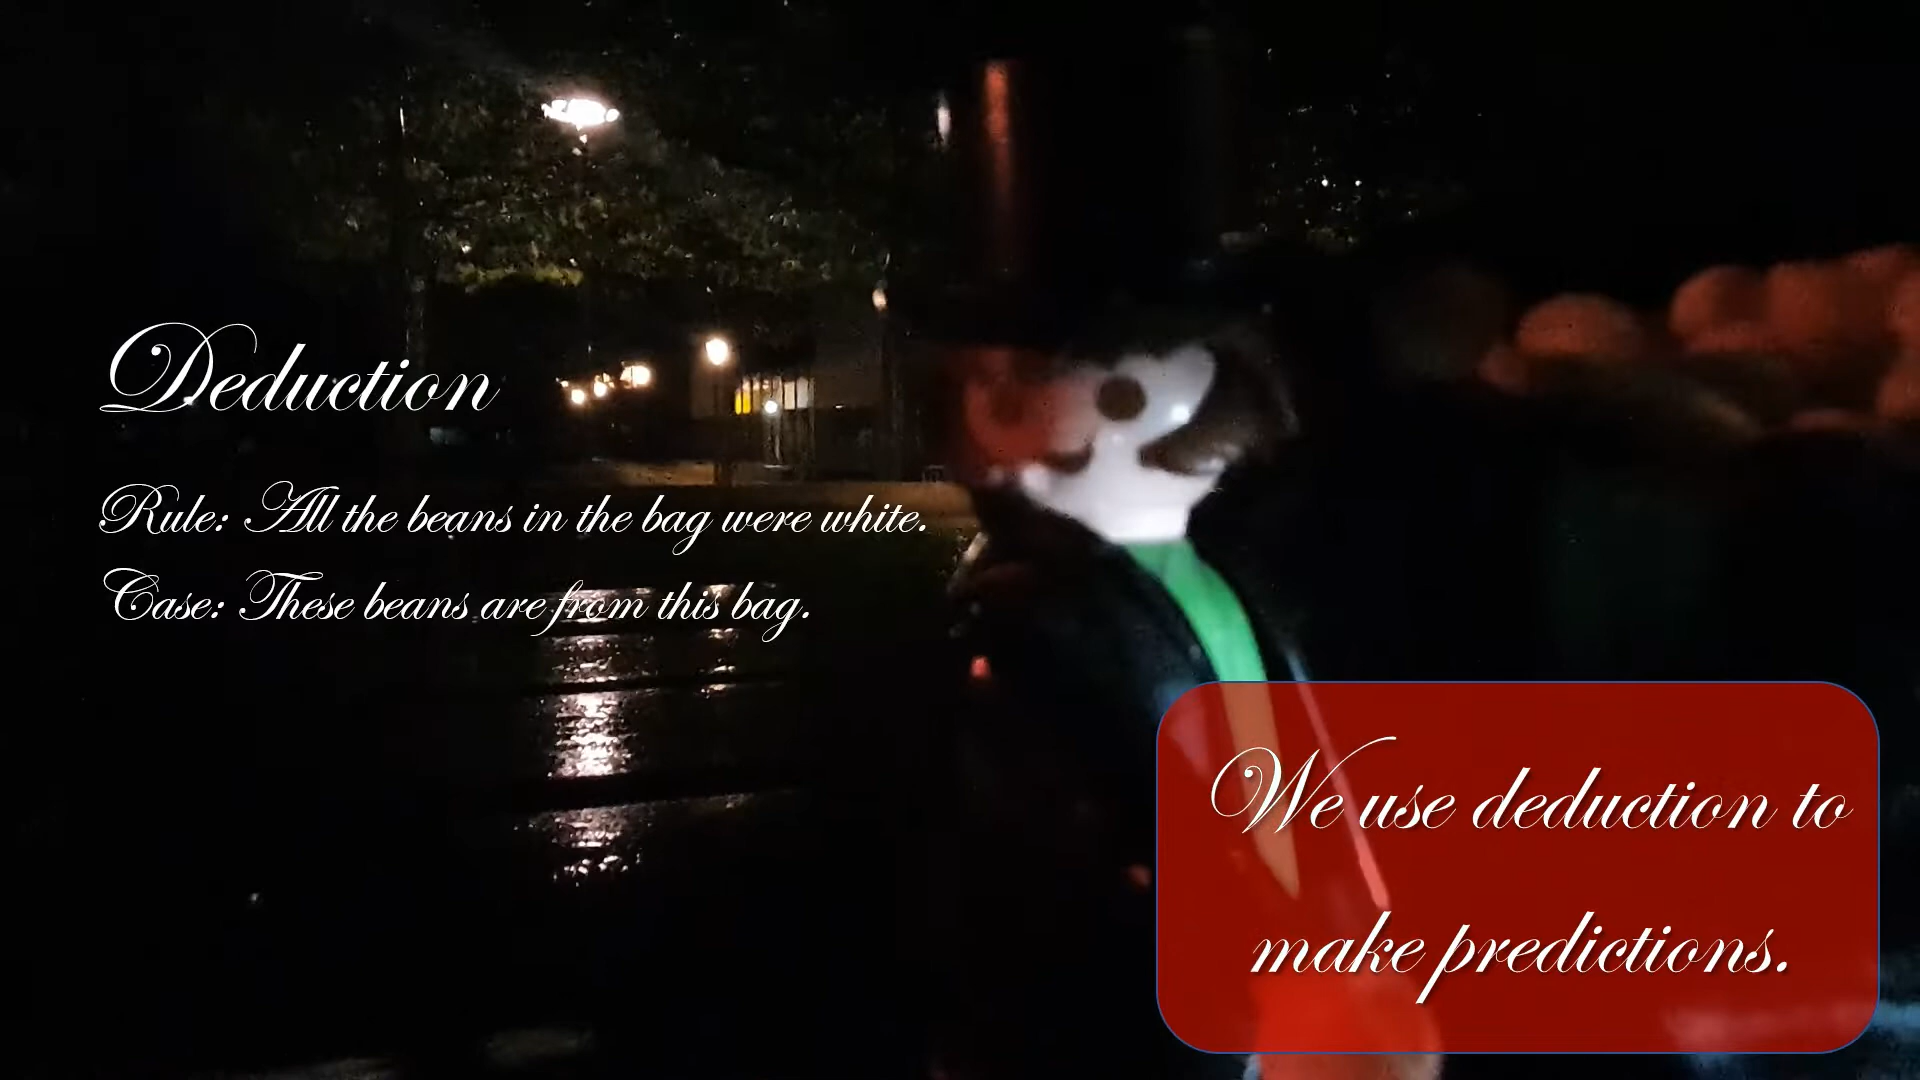 Deduction
Rule: All the beans in the bag were white.
Case: These beans are from this bag.
We use deduction to
make predictions.